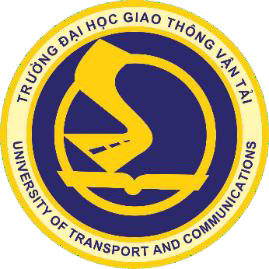 TRƯỜNG ĐẠI HỌC GIAO THÔNG VẬN TẢI
UNIVERSITY OF TRANSPORT AND COMMUNICATIONS